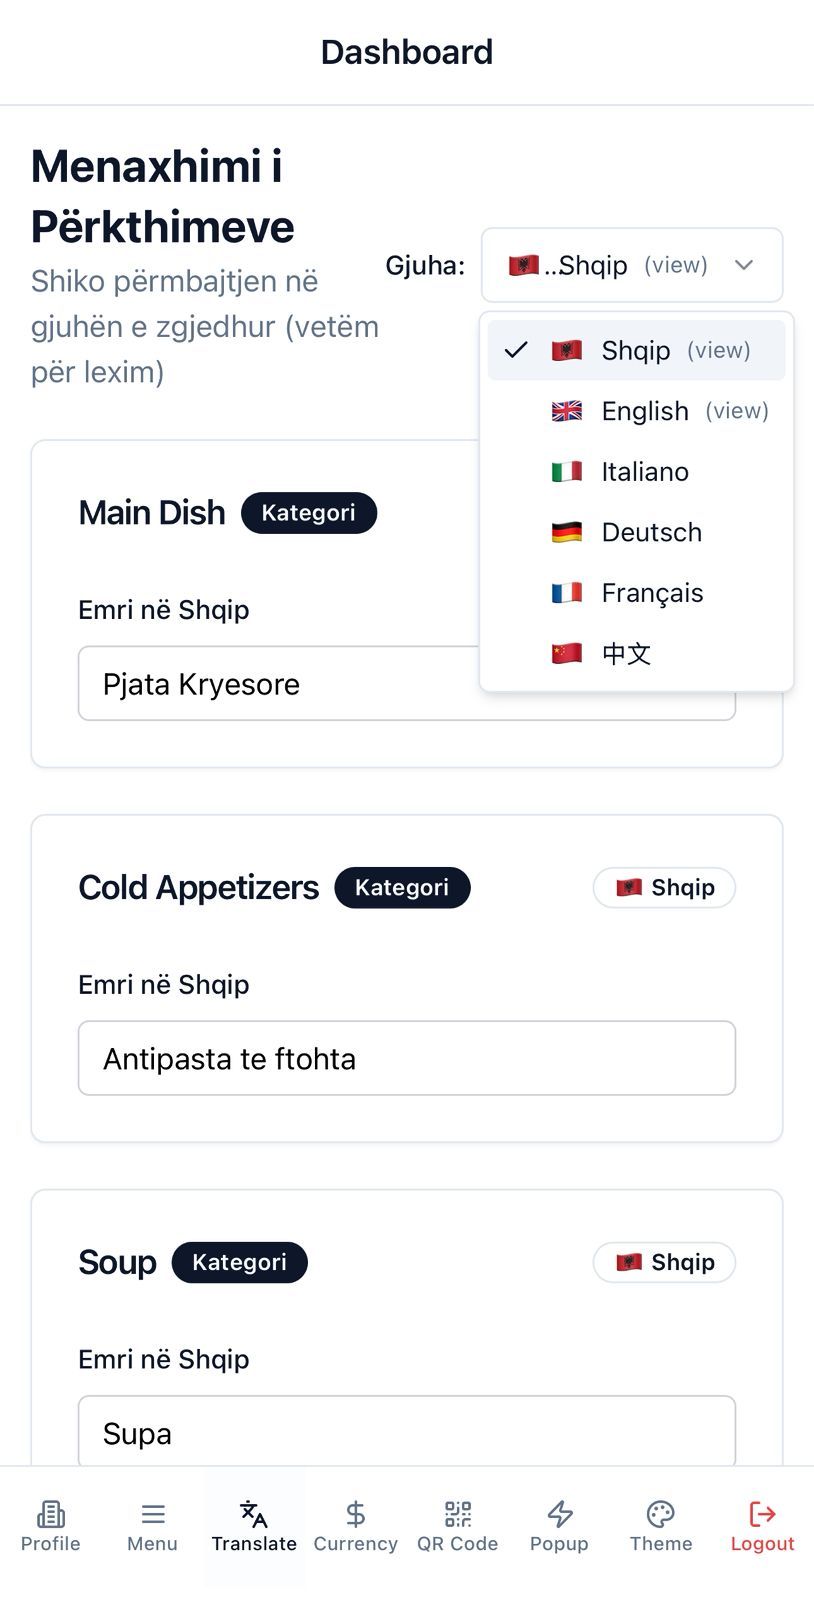 Dashboard
Menaxhimi i
Përkthimeve
Shiko përmbajtjen në
gjuhën e zgjedhur (vetëm
për lexim)
Gjuha:
..Shqip (view)
Shqip (view)
English (view)
Italiano
Deutsch
Français
中文
Main Dish Kategori
Emri në Shqip
Pjata Kryesore
Cold Appetizers Kategori Shqip
Emri në Shqip
Antipasta te ftohta
Soup Kategori Shqip
Emri në Shqip
Supa
Profile Menu Translate Currency QR Code Popup Theme Logout